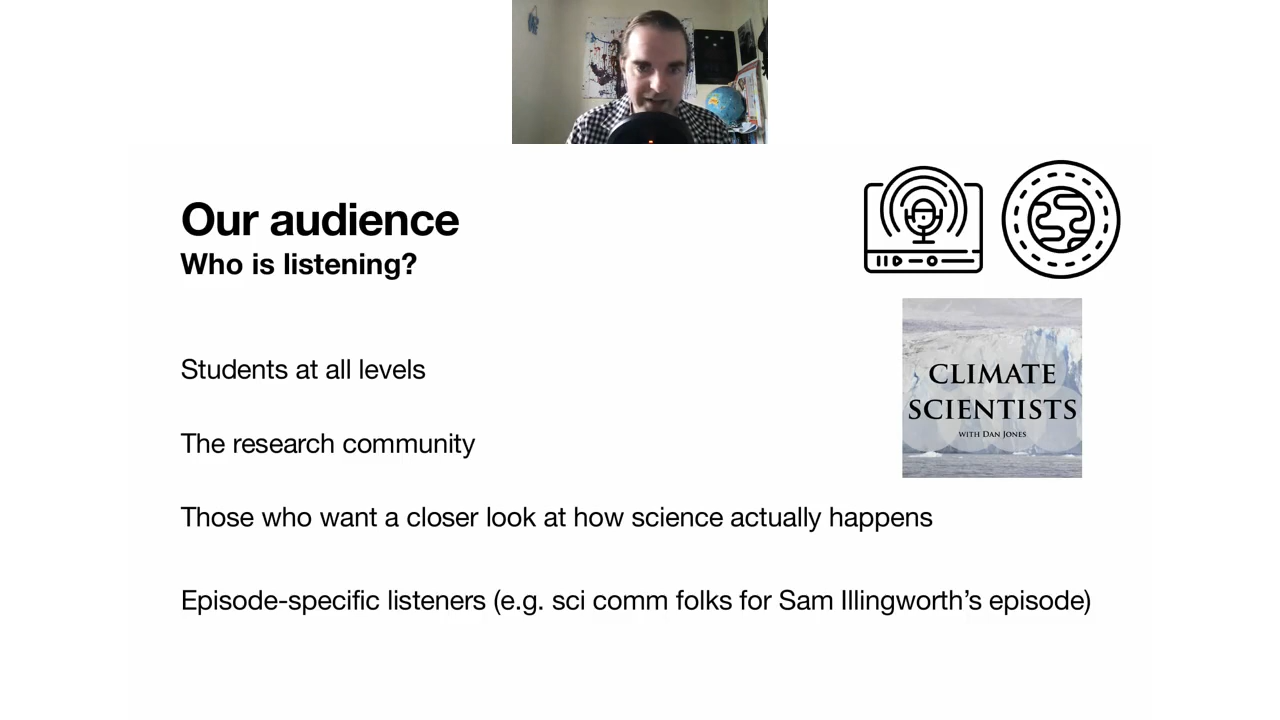 Our audience
Who is listening?
Students at all levels
The research community
Those who want a closer look at how science actually happens
Episode-specific listeners (e.g. sci comm folks for Sam Illingworth’s episode)
CLIMATE
SCIENTISTS
WITH DAN JONES